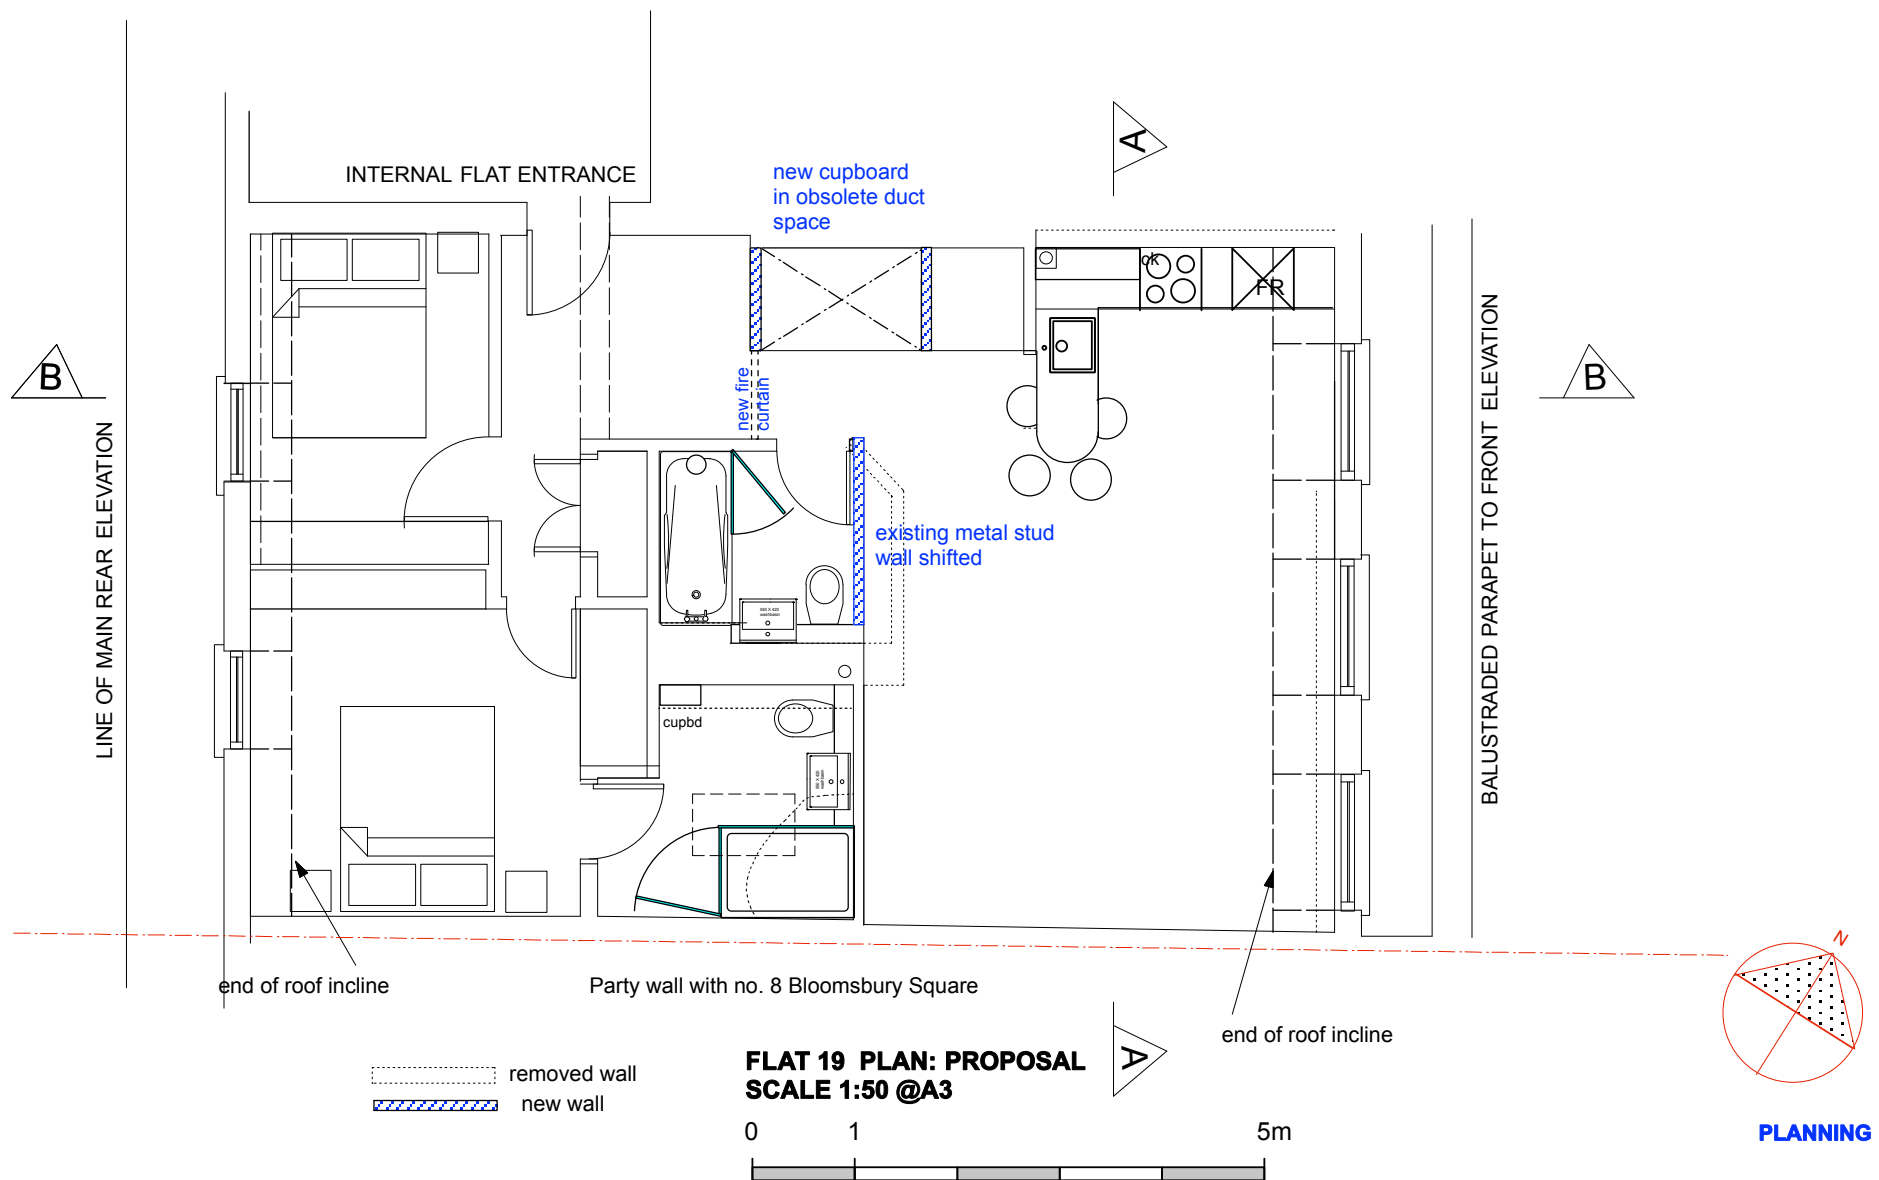 INTERNAL FLAT ENTRANCE
new cupboard
in obsolete duct
space
A
ck
FR
B
B
LINE OF MAIN REAR ELEVATION
BALUSTRADED PARAPET TO FRONT ELEVATION
new fire
curtain
existing metal stud
wall shifted
cupbd
N
end of roof incline
Party wall with no. 8 Bloomsbury Square
end of roof incline
A
FLAT 19 PLAN: PROPOSAL
SCALE 1:50 @A3
removed wall
new wall
0 1 5m
PLANNING